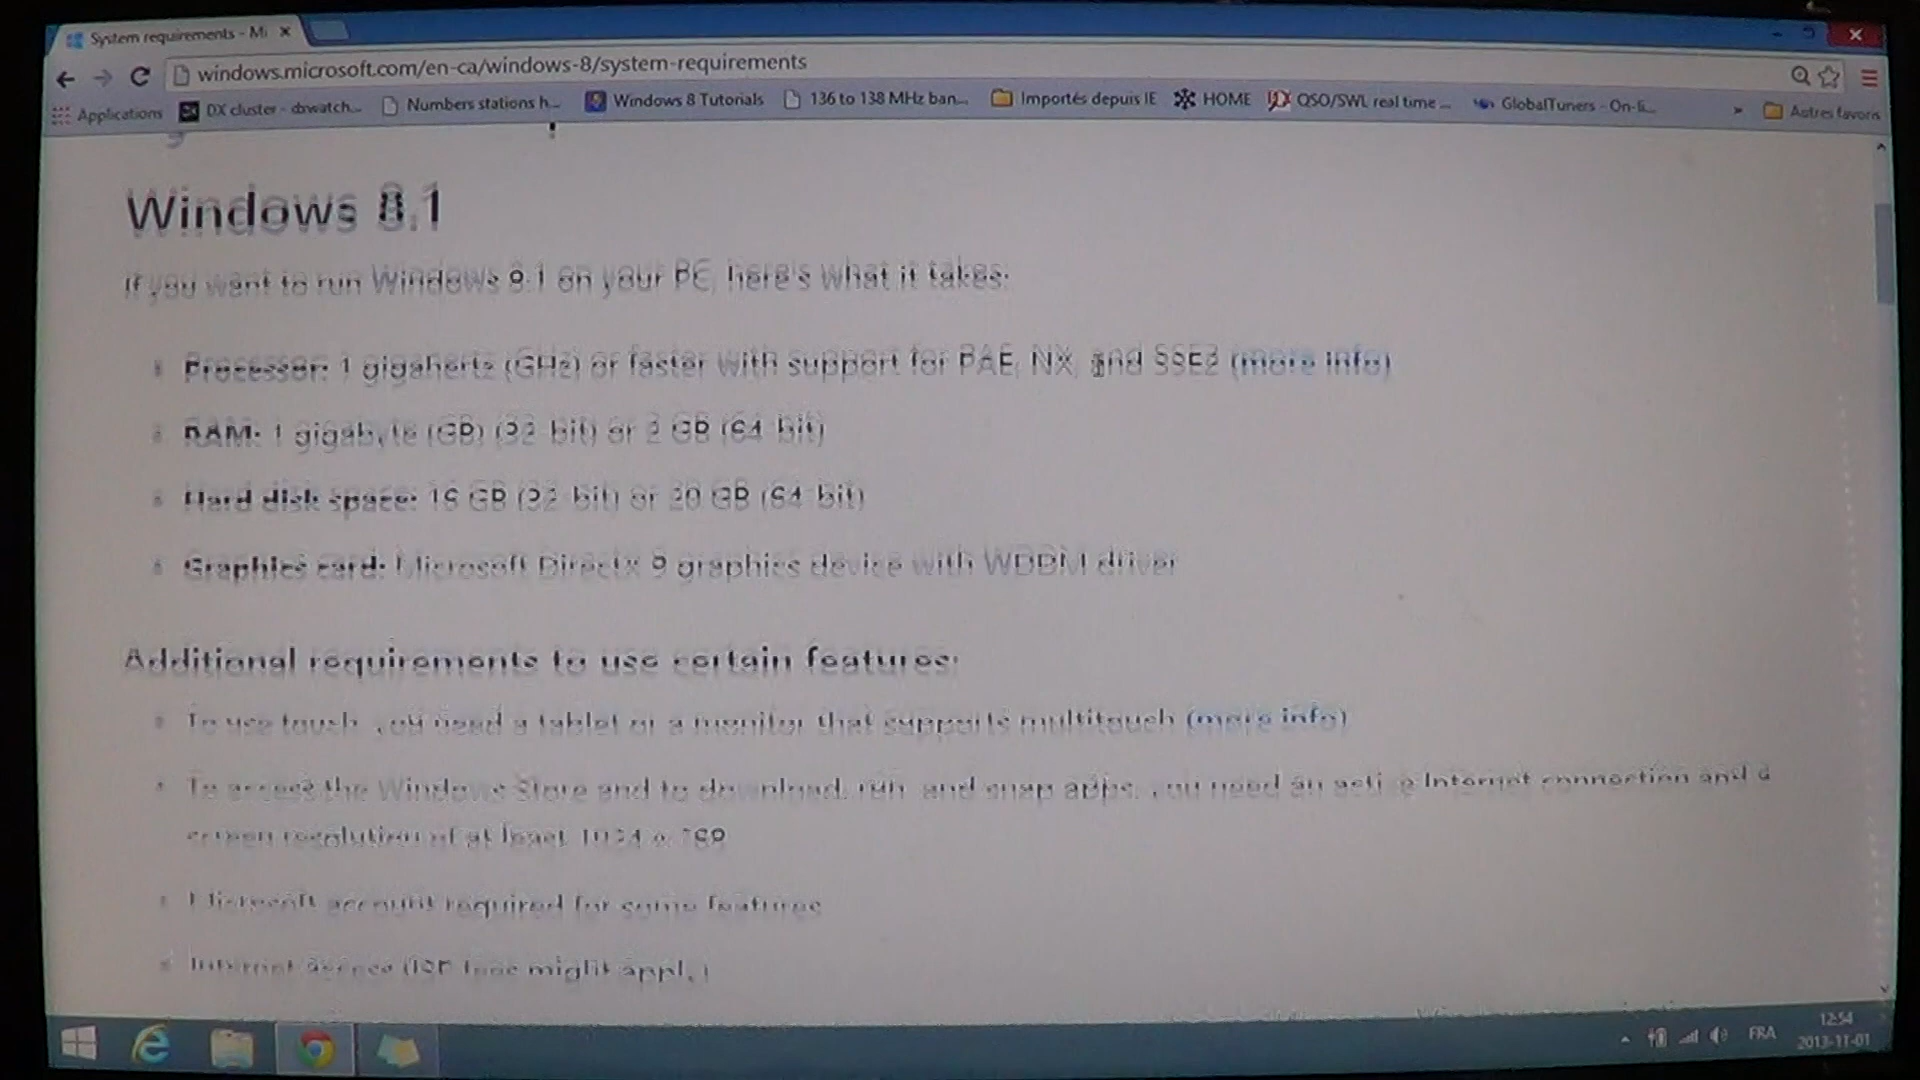 System requirements - Mi
windows.microsoft.com/en-ca/windows-8/system-requirements
Applications DX cluster - dxwatch... Numbers stations h... Windows 8 Tutorials 136 to 138 MHz ban... Importés depuis IE HOME QSO/SWL real time ... GlobalTuners - On-li... » Autres favoris
Windows 8.1
If you want to run Windows 8.1 on your PC, here's what it takes:
Processor: 1 gigahertz (GHz) or faster with support for PAE, NX, and SSE2 (more info)
RAM: 1 gigabyte (GB) (32-bit) or 2 GB (64-bit)
Hard disk space: 16 GB (32-bit) or 20 GB (64-bit)
Graphics card: Microsoft DirectX 9 graphics device with WDDM driver
Additional requirements to use certain features:
To use touch, you need a tablet or a monitor that supports multitouch (more info)
To access the Windows Store and to download, run, and snap apps, you need an active Internet connection and a
screen resolution of at least 1024 x 768
Microsoft account required for some features
Internet access (ISP fees might apply)
FRA
12:54
2013-11-01